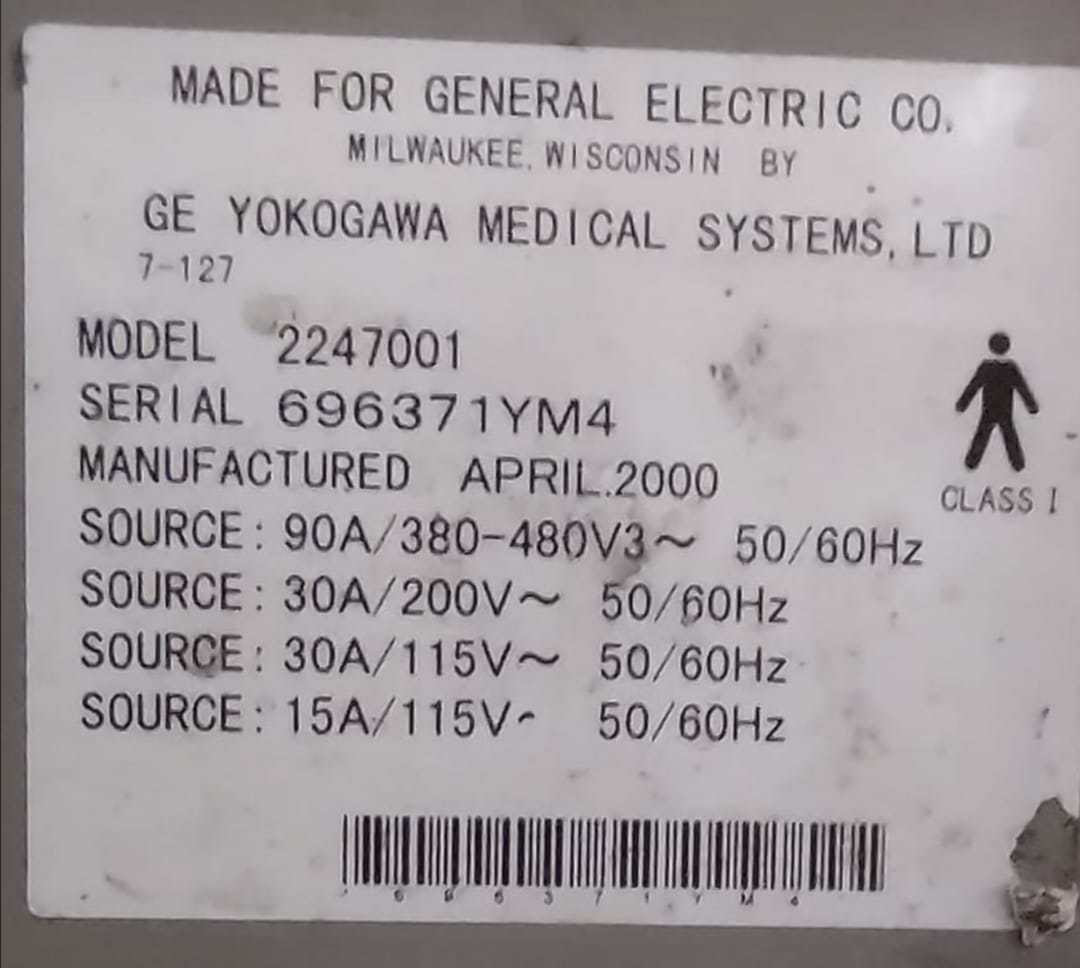 MADE FOR GENERAL ELECTRIC CO.
MILWAUKEE. WISCONSIN BY
GE YOKOGAWA MEDICAL SYSTEMS, LTD
7-127
MODEL 2247001
SERIAL 696371YM4
MANUFACTURED APRIL.2000
CLASS I
SOURCE: 90A/380-480V3~ 50/60Hz
SOURCE: 30A/200V~ 50/60Hz
SOURCE: 30A/115V~ 50/60Hz
SOURCE: 15A/115V~ 50/60Hz